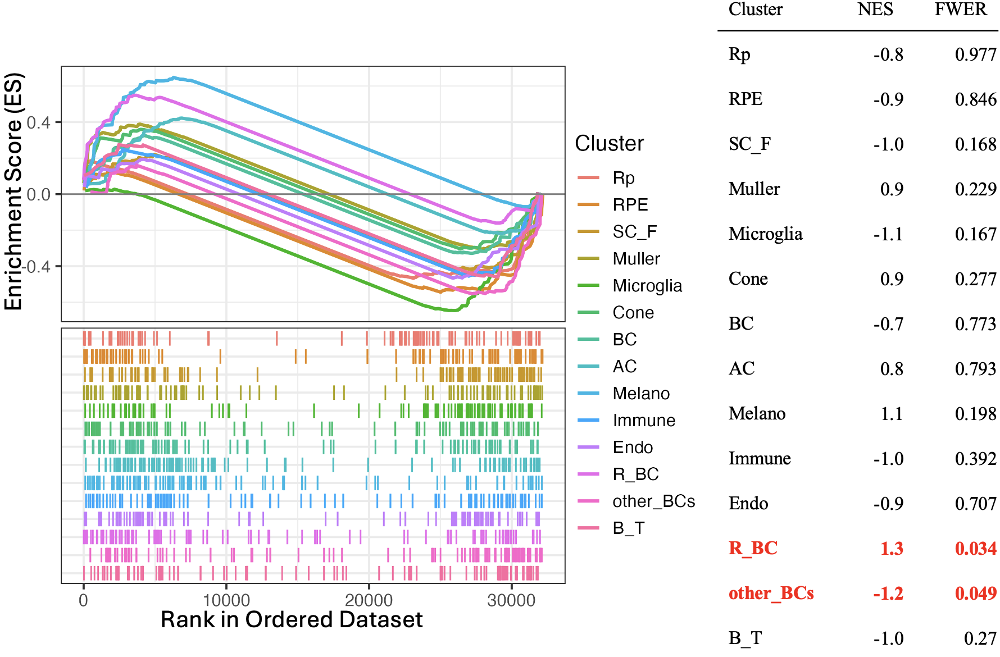 Enrichment Score (ES)
0.4
0.0
-0.4
0 10000 20000 30000
Rank in Ordered Dataset
Cluster
Rp
RPE
SC_F
Muller
Microglia
Cone
BC
AC
Melano
Immune
Endo
R_BC
other_BCs
B_T
Cluster NES FWER
Rp -0.8 0.977
RPE -0.9 0.846
SC_F -1.0 0.168
Muller 0.9 0.229
Microglia -1.1 0.167
Cone 0.9 0.277
BC -0.7 0.773
AC 0.8 0.793
Melano 1.1 0.198
Immune -1.0 0.392
Endo -0.9 0.707
R_BC 1.3 0.034
other_BCs -1.2 0.049
B_T -1.0 0.27